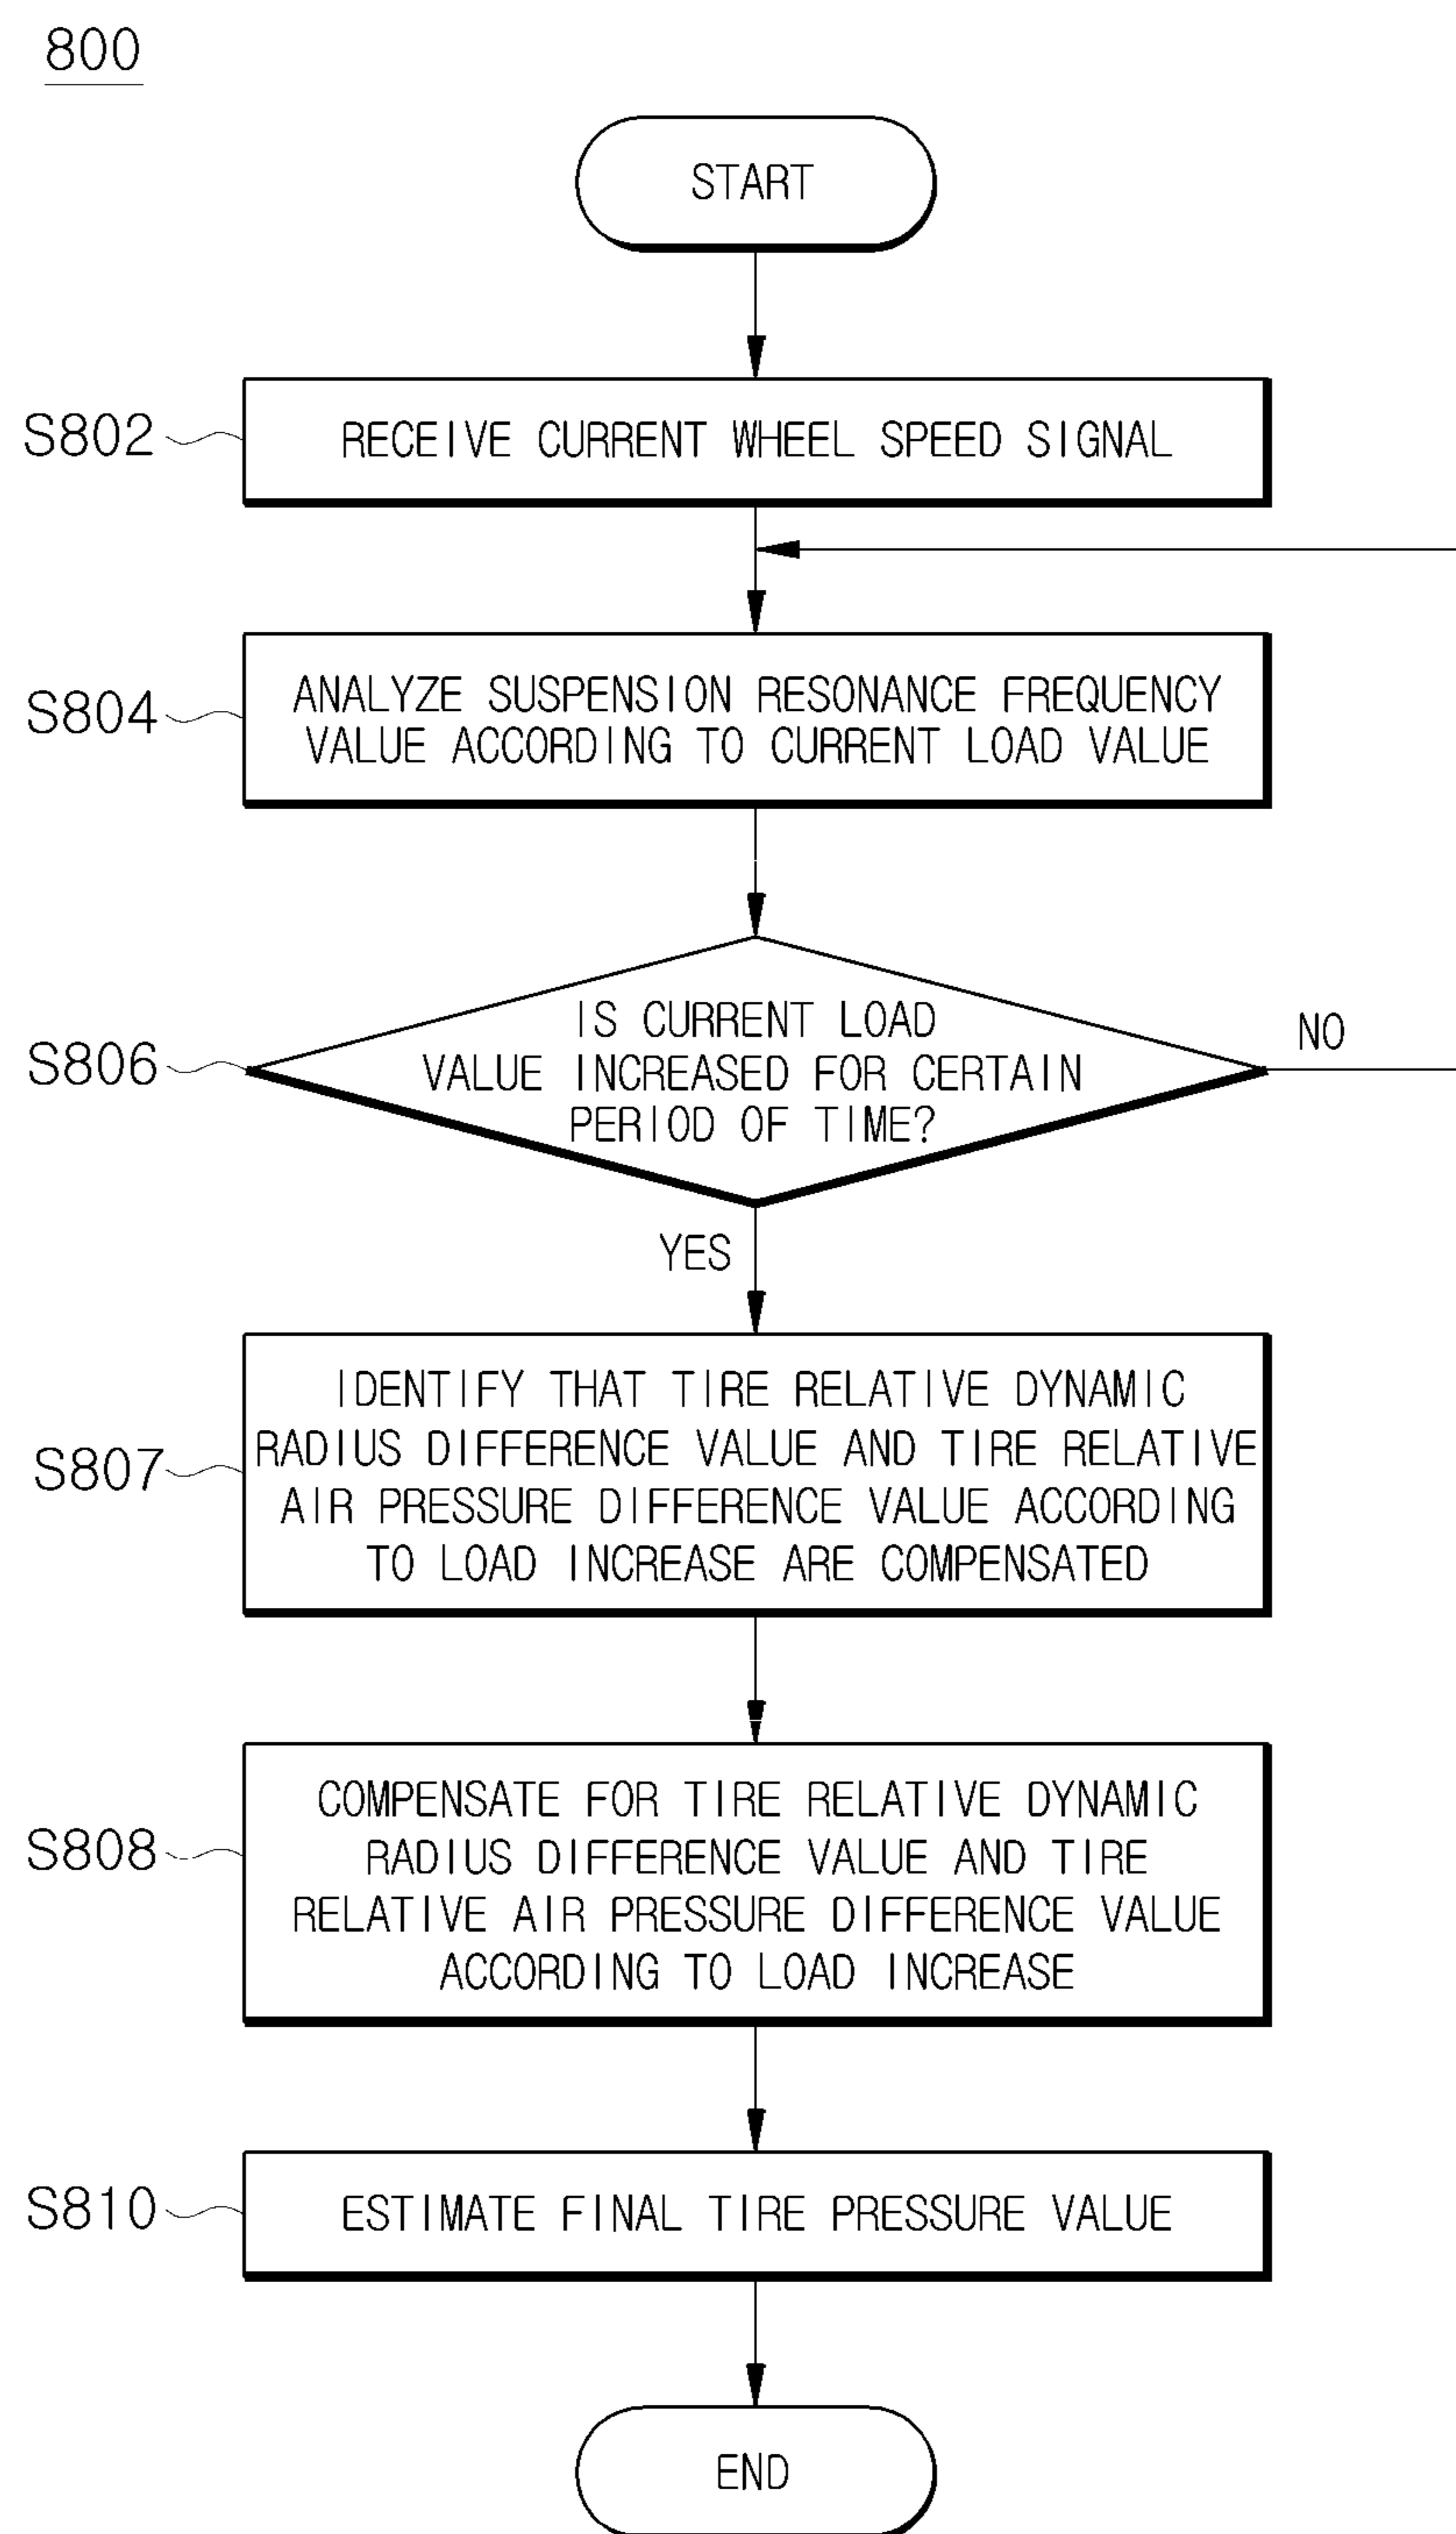 800
START
S802
RECEIVE CURRENT WHEEL SPEED SIGNAL
S804
ANALYZE SUSPENSION RESONANCE FREQUENCY
VALUE ACCORDING TO CURRENT LOAD VALUE
S806
IS CURRENT LOAD
VALUE INCREASED FOR CERTAIN
PERIOD OF TIME?
NO
YES
S807
IDENTIFY THAT TIRE RELATIVE DYNAMIC
RADIUS DIFFERENCE VALUE AND TIRE RELATIVE
AIR PRESSURE DIFFERENCE VALUE ACCORDING
TO LOAD INCREASE ARE COMPENSATED
S808
COMPENSATE FOR TIRE RELATIVE DYNAMIC
RADIUS DIFFERENCE VALUE AND TIRE
RELATIVE AIR PRESSURE DIFFERENCE VALUE
ACCORDING TO LOAD INCREASE
S810
ESTIMATE FINAL TIRE PRESSURE VALUE
END